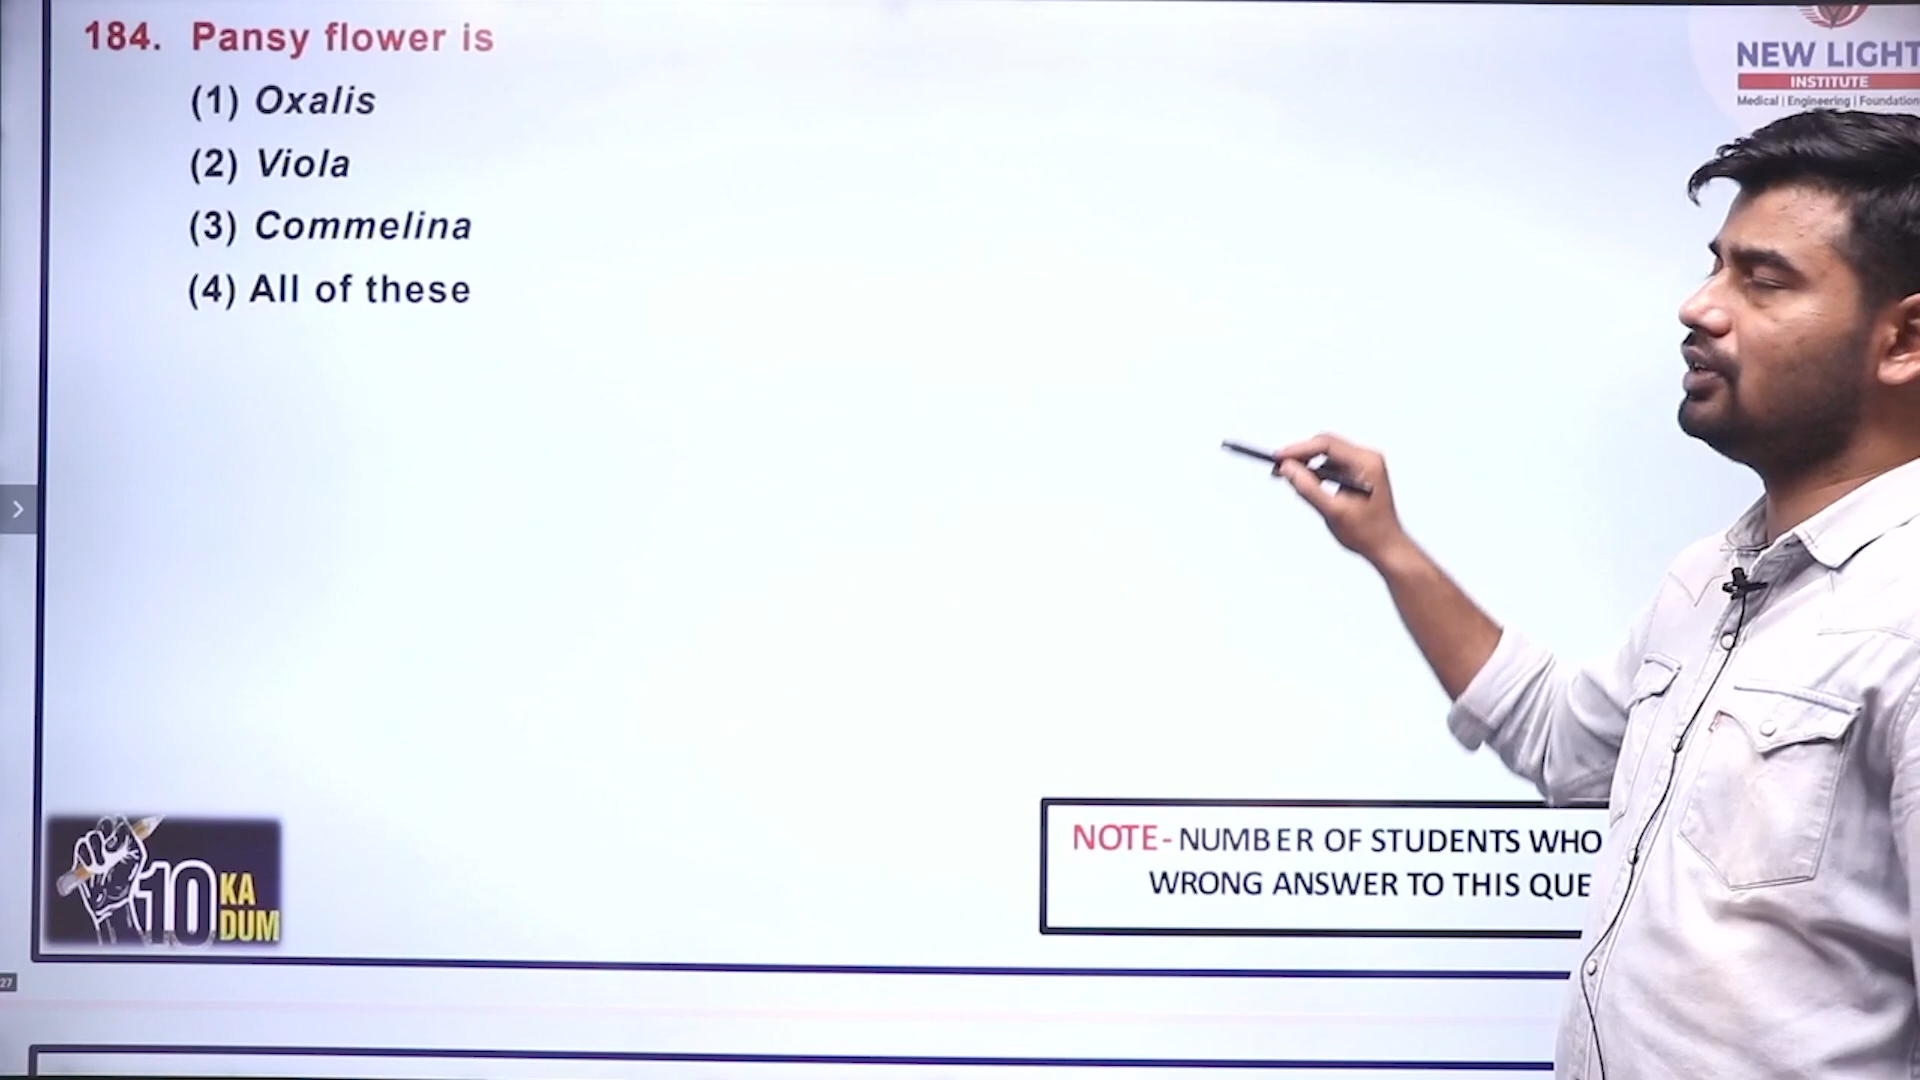 184. Pansy flower is
(1) Oxalis
(2) Viola
(3) Commelina
(4) All of these
NEW LIGHT
INSTITUTE
Medical | Engineering | Foundation
NOTE- NUMBER OF STUDENTS WHO
WRONG ANSWER TO THIS QUE
10 KA DUM
27